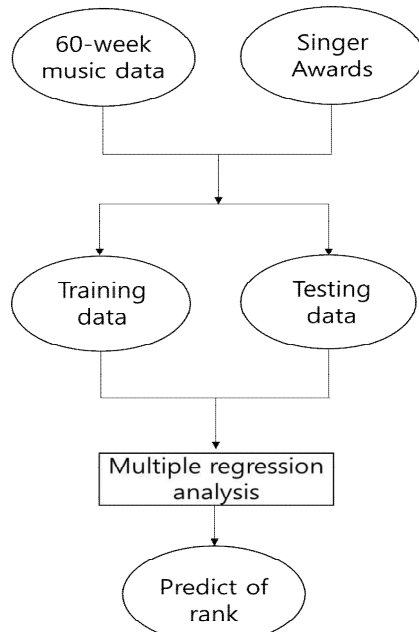 60-week
music data
Singer
Awards
Training
data
Testing
data
Multiple regression
analysis
Predict of
rank